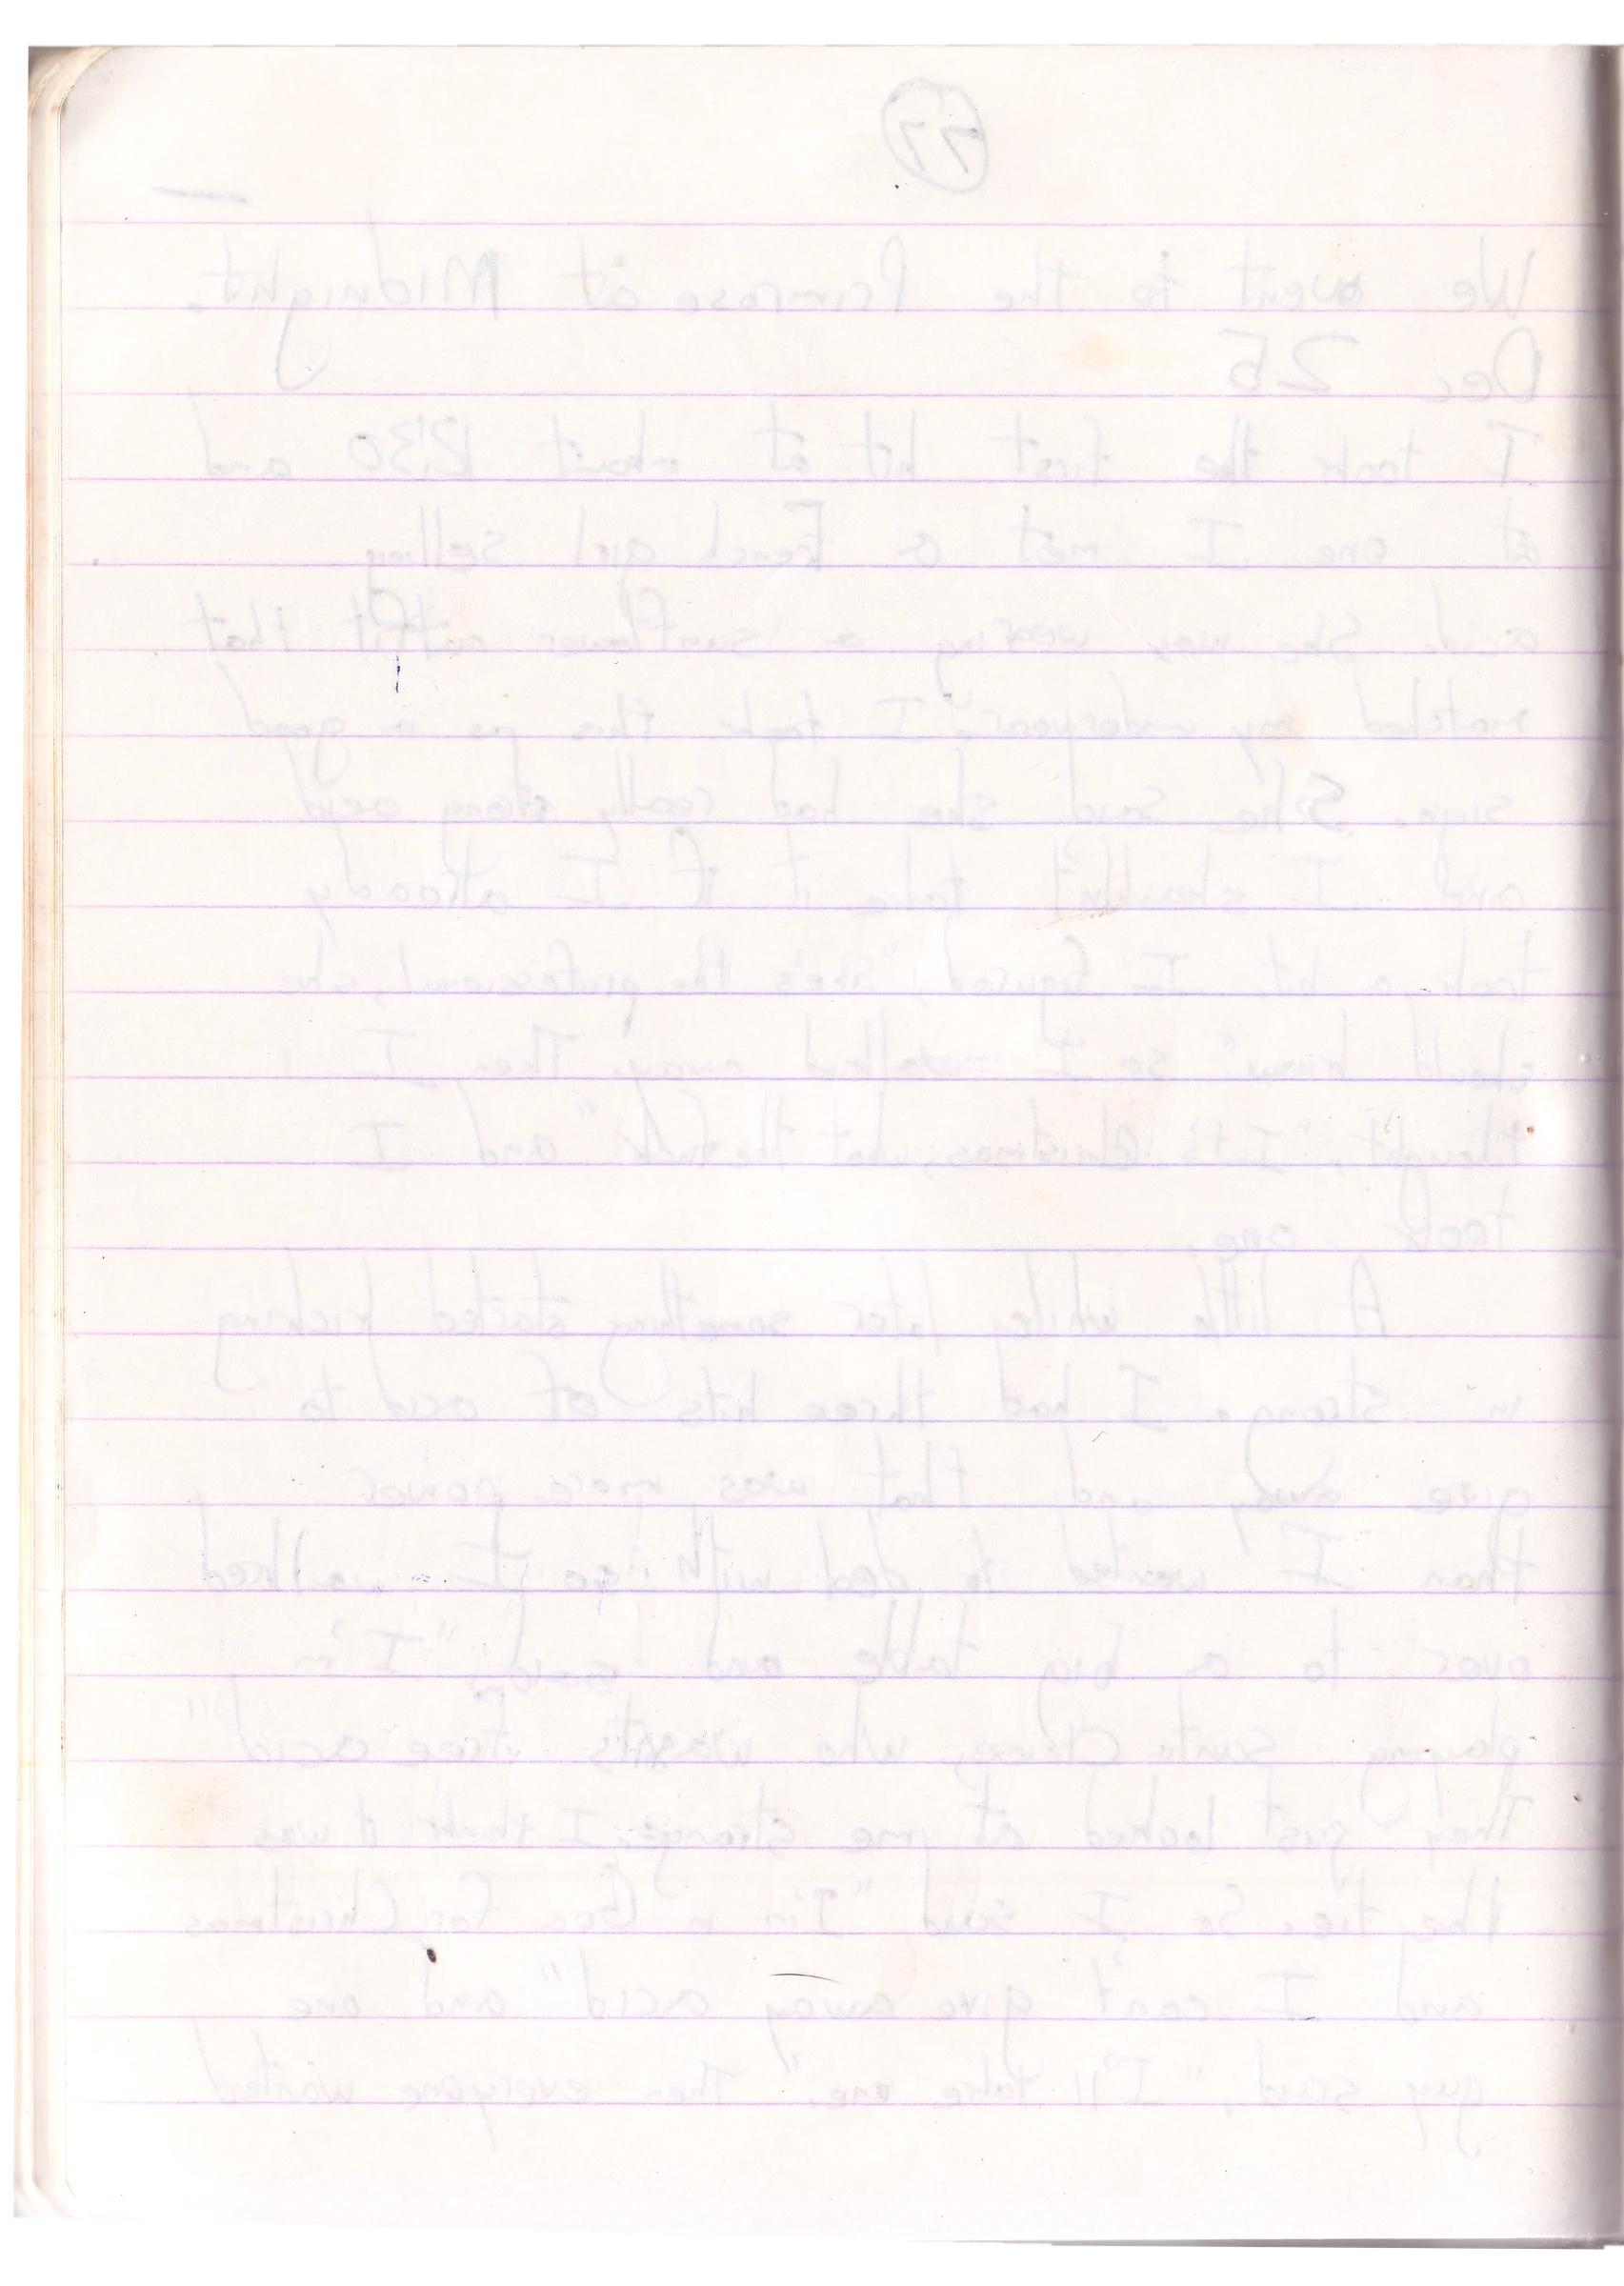 77
We went to the Primrose at Midnight.
Dec 25
I took the first hit at about 12:30 and
at one I met a French girl selling
acid. She was wearing a sunflower outfit that
matched my underwear. I took this as a good
sign. She said she had really strong acid
and I shouldn't take it if I already
took a hit. I figured, "She's the professional, she
should know" so I walked away. Then I
thought, "It's Christmas, what the hell" and I
took one.
A little while later something started kicking
in strong. I had three hits of acid to
give away and that was more power
than I wanted to deal with so I walked
over to a big table and said, "I'm
playing Santa Clause, who wants free acid"
They just looked at me strange. I think it was
the tie. So I said "I'm in Goa for Christmas
and I can't give away acid" and one
guy said, "I'll take one." Then everyone wanted